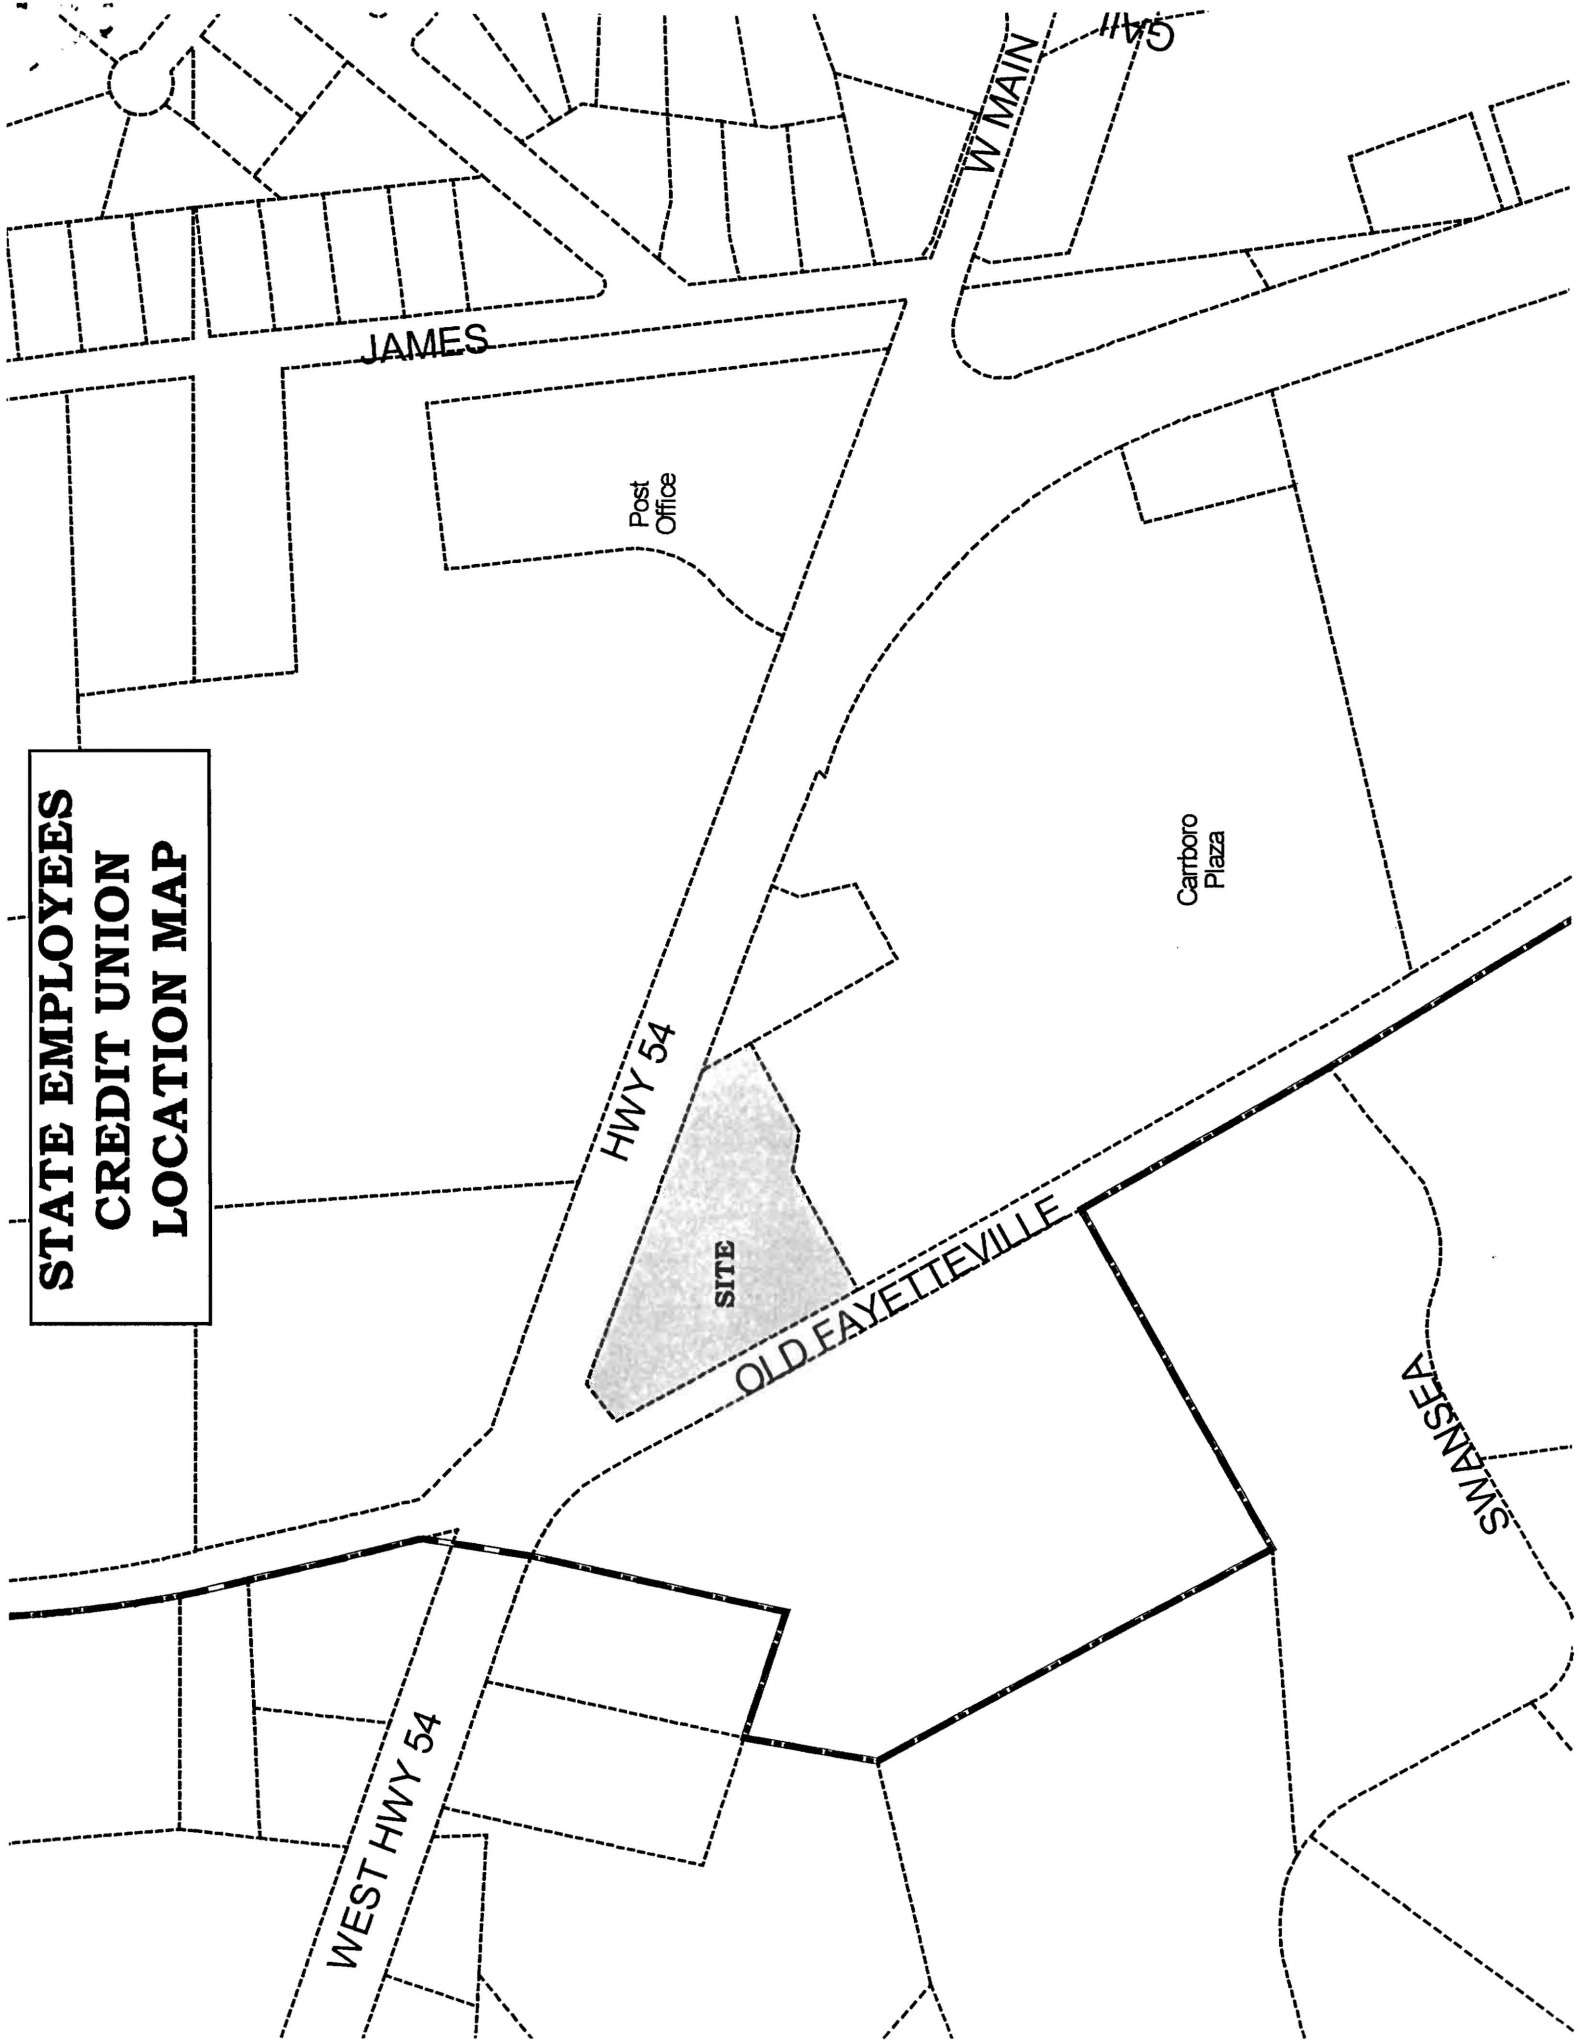 STATE EMPLOYEES
CREDIT UNION
LOCATION MAP
WEST HWY 54
HWY 54
JAMES
Post
Office
W MAIN
SITE
OLD FAYETTEVILLE
Carrboro
Plaza
SWANSEA